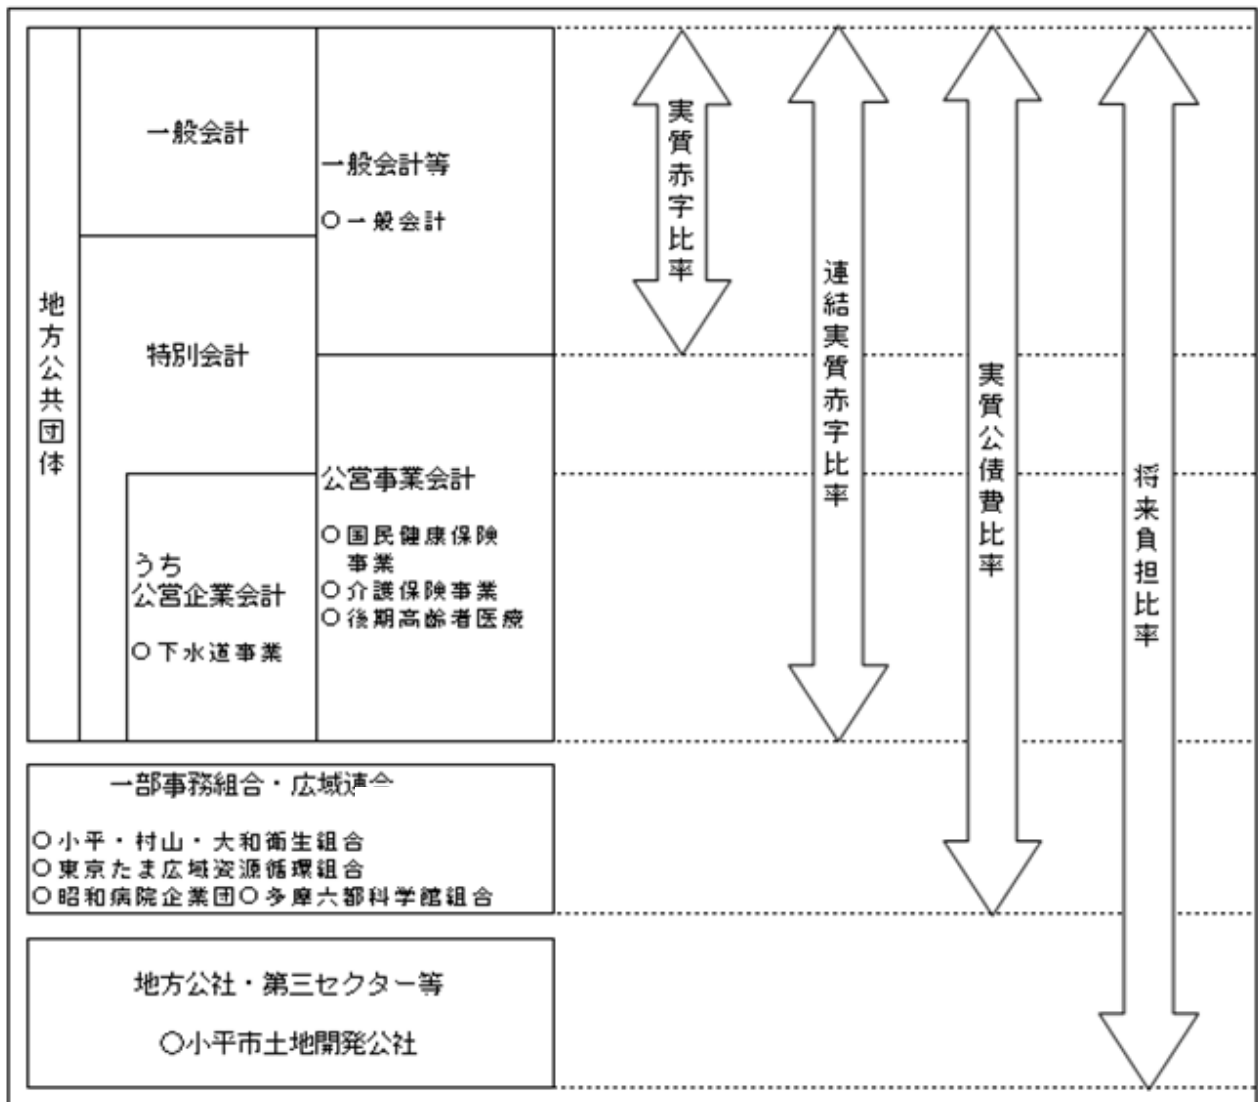 地方公共団体
一般会計
特別会計
うち
公営企業会計
○下水道事業
一般会計等
○一般会計
公営事業会計
○国民健康保険
事業
○介護保険事業
○後期高齢者医療
実質赤字比率
連結実質赤字比率
実質公債費比率
将来負担比率
一部事務組合・広域連合
○小平・村山・大和衛生組合
○東京たま広域資源循環組合
○昭和病院企業団○多摩六都科学館組合
地方公社・第三セクター等
○小平市土地開発公社